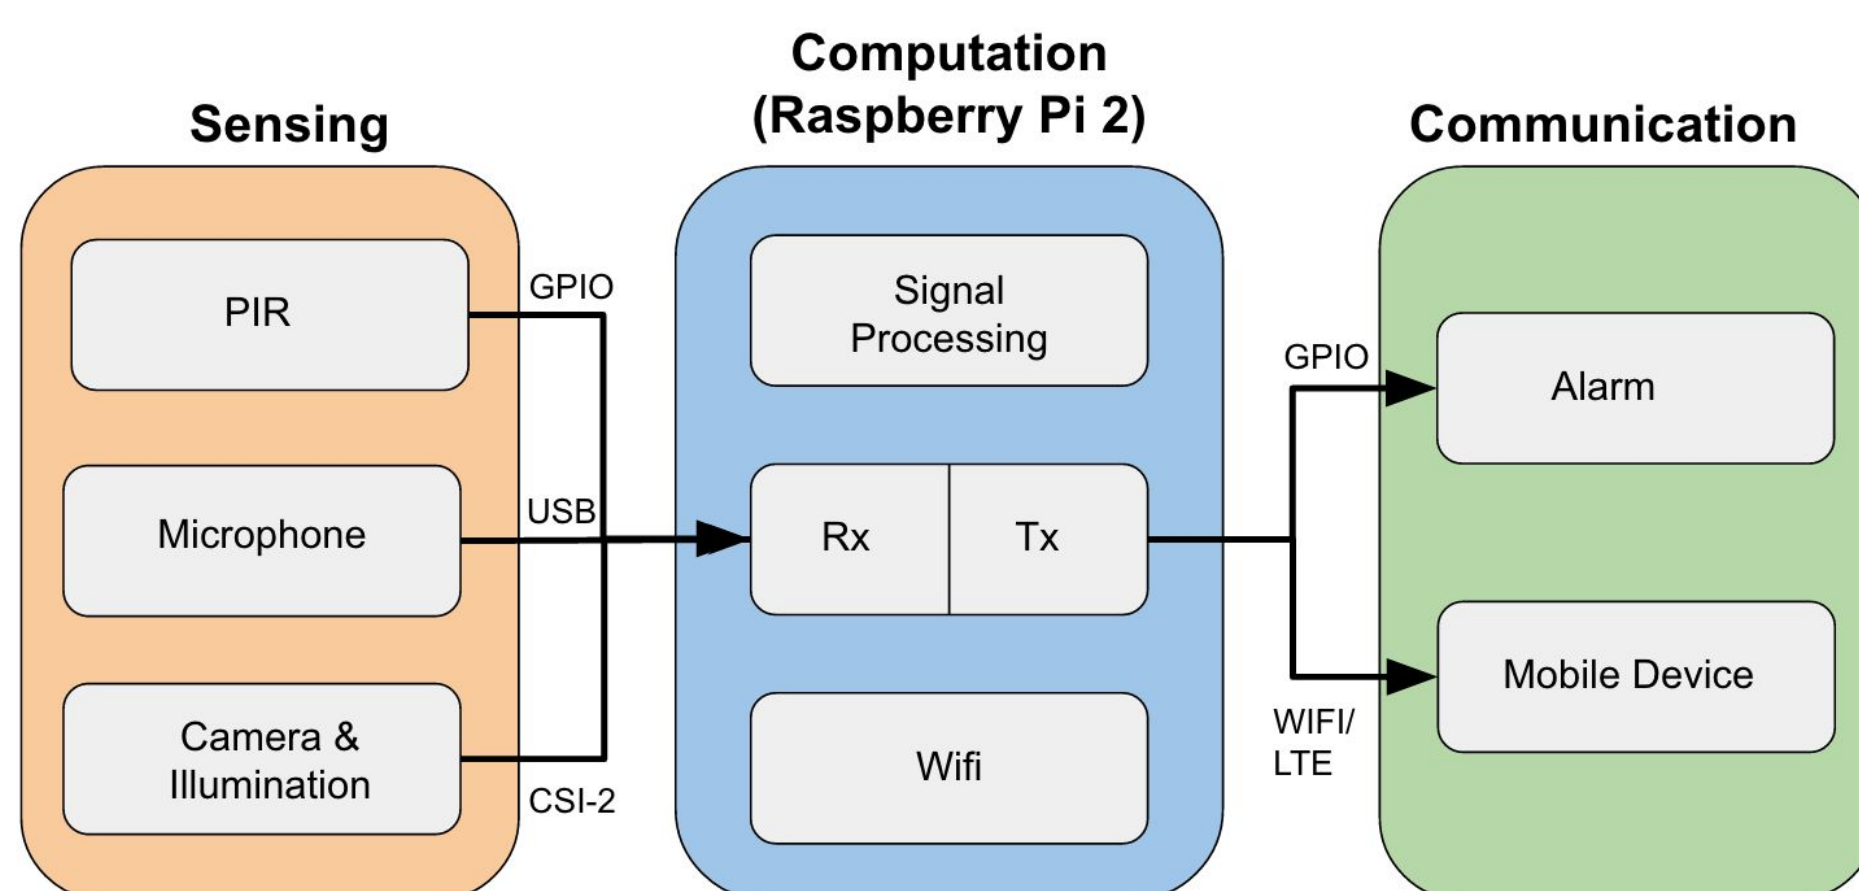 Sensing
PIR
Microphone
Camera &
Illumination
GPIO
USB
CSI-2
Computation
(Raspberry Pi 2)
Signal
Processing
Rx
Tx
Wifi
GPIO
WIFI/
LTE
Communication
Alarm
Mobile Device